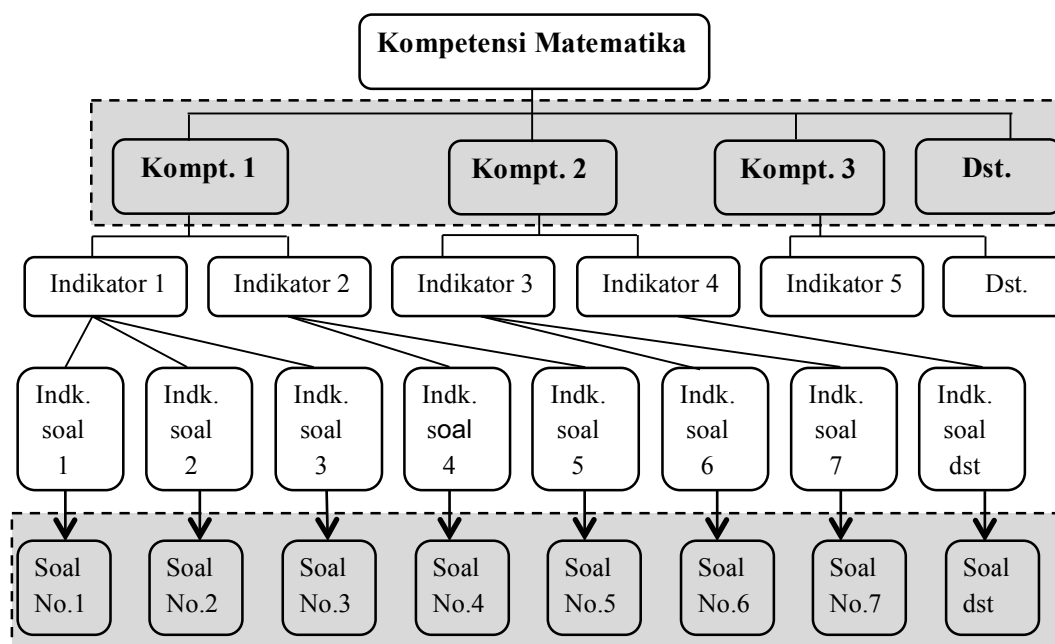 Kompetensi Matematika
Kompt. 1
Kompt. 2
Kompt. 3
Dst.
Indikator 1
Indikator 2
Indikator 3
Indikator 4
Indikator 5
Dst.
Indk.
soal
1
Indk.
soal
2
Indk.
soal
3
Indk.
soal
4
Indk.
soal
5
Indk.
soal
6
Indk.
soal
7
Indk.
soal
dst
Soal
No.1
Soal
No.2
Soal
No.3
Soal
No.4
Soal
No.5
Soal
No.6
Soal
No.7
Soal
dst